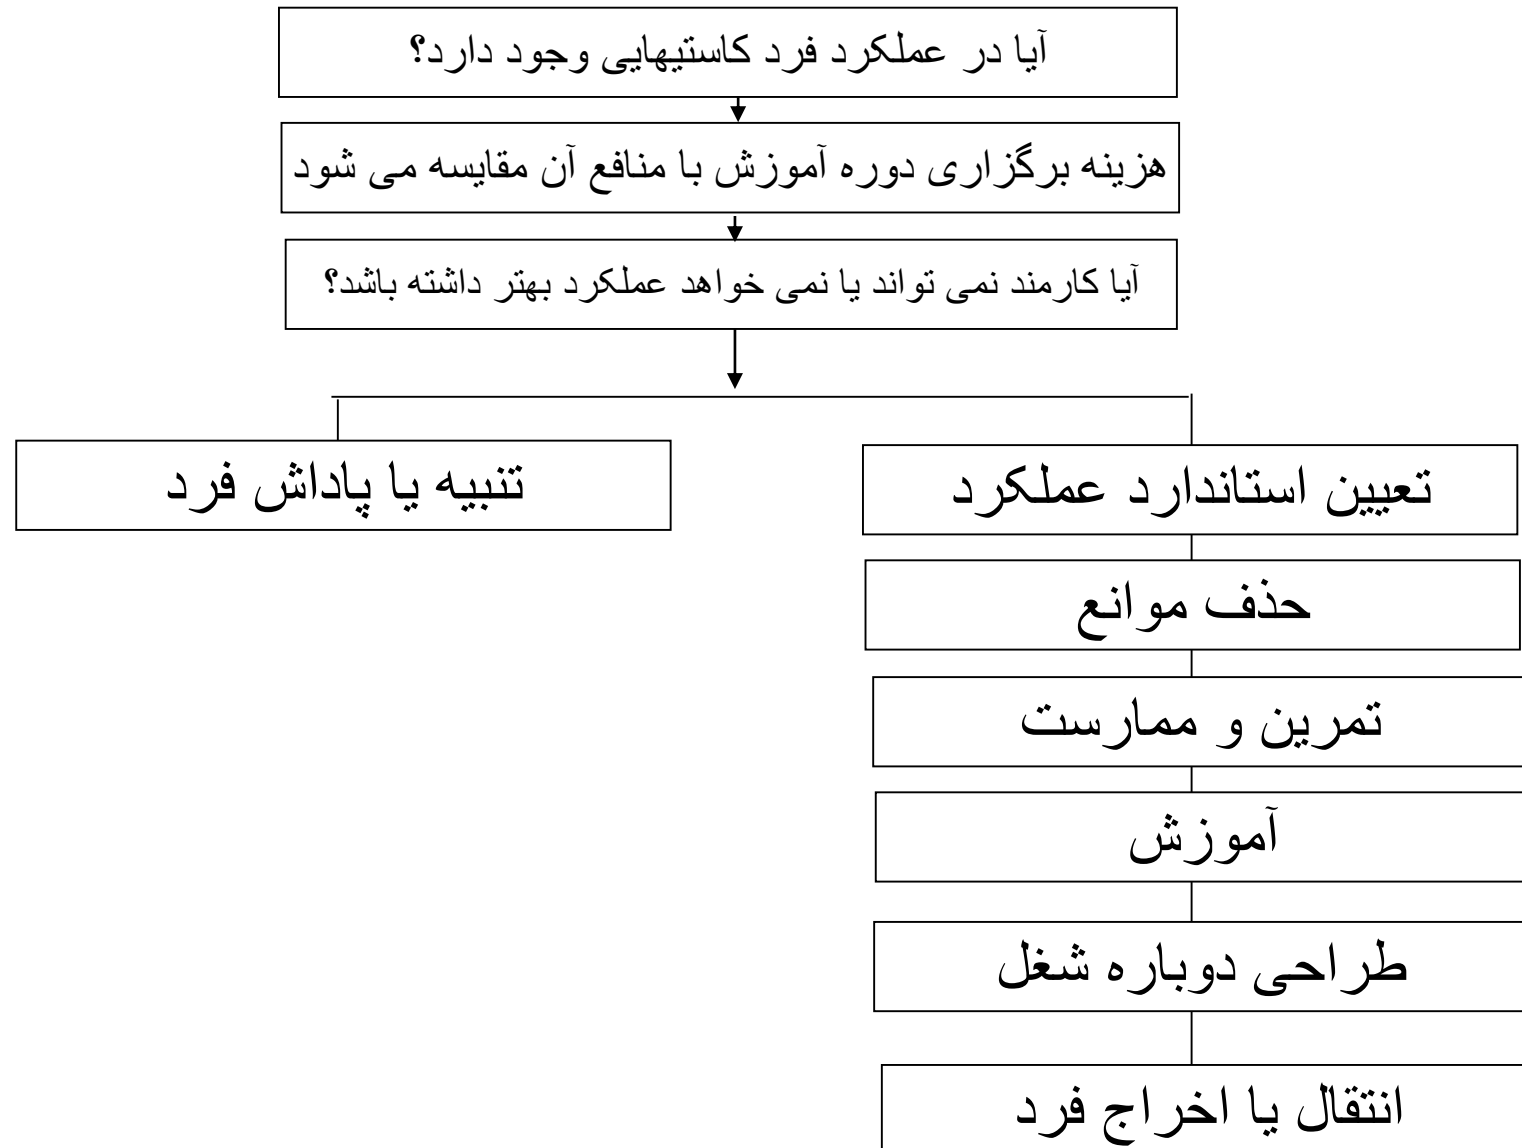 آیا در عملکرد فرد کاستیهایی وجود دارد؟
هزینه برگزاری دوره آموزش با منافع آن مقایسه می شود
آیا کارمند نمی تواند یا نمی خواهد عملکرد بهتر داشته باشد؟
تعیین استاندارد عملکرد
تنبیه یا پاداش فرد
حذف موانع
تمرین و ممارست
آموزش
طراحی دوباره شغل
انتقال یا اخراج فرد